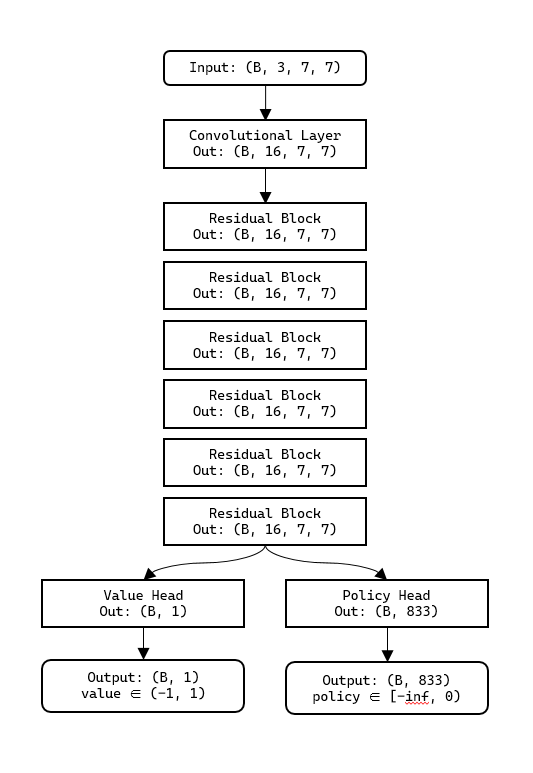 Input: (B, 3, 7, 7)
Convolutional Layer
Out: (B, 16, 7, 7)
Residual Block
Out: (B, 16, 7, 7)
Residual Block
Out: (B, 16, 7, 7)
Residual Block
Out: (B, 16, 7, 7)
Residual Block
Out: (B, 16, 7, 7)
Residual Block
Out: (B, 16, 7, 7)
Residual Block
Out: (B, 16, 7, 7)
Value Head
Out: (B, 1)
Policy Head
Out: (B, 833)
Output: (B, 1)
value ∈ (−1, 1)
Output: (B, 833)
policy ∈ [−inf, 0)